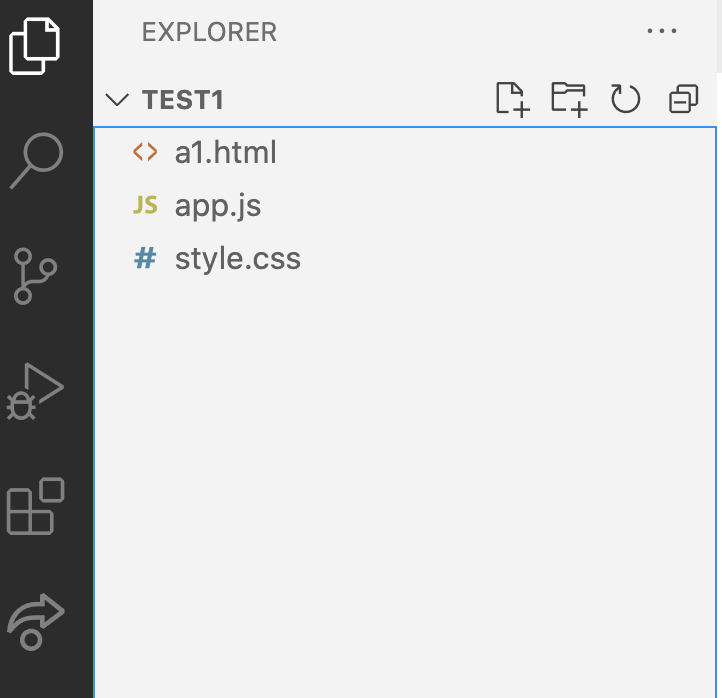 EXPLORER
TEST1
<> a1.html
JS app.js
# style.css